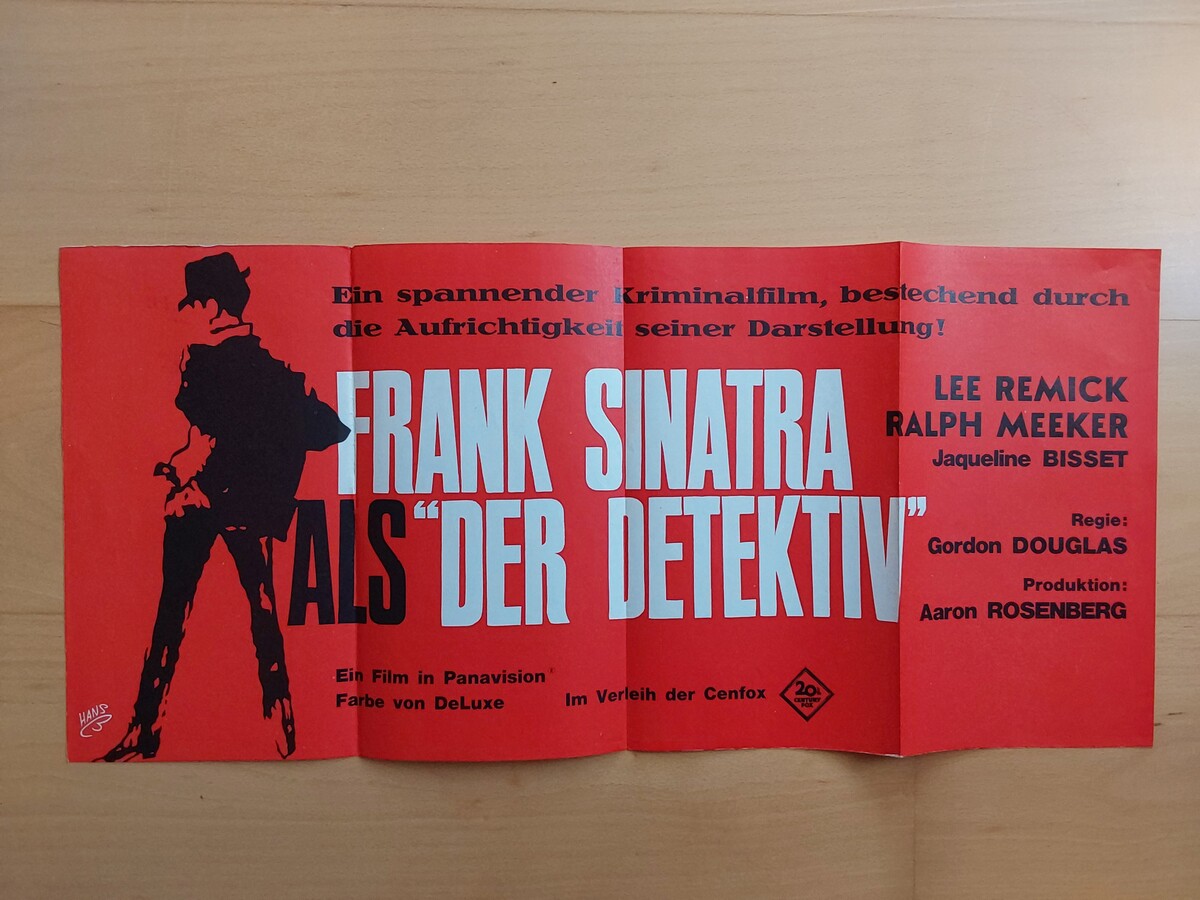 Ein spannender Kriminalfilm, bestechend durch
die Aufrichtigkeit seiner Darstellung!
FRANK SINATRA
ALS “DER DETEKTIV”
LEE REMICK
RALPH MEEKER
Jaqueline BISSET
Regie:
Gordon DOUGLAS
Produktion:
Aaron ROSENBERG
Ein Film in Panavision®
Farbe von DeLuxe
Im Verleih der Cenfox
20th
CENTURY
FOX
HANS